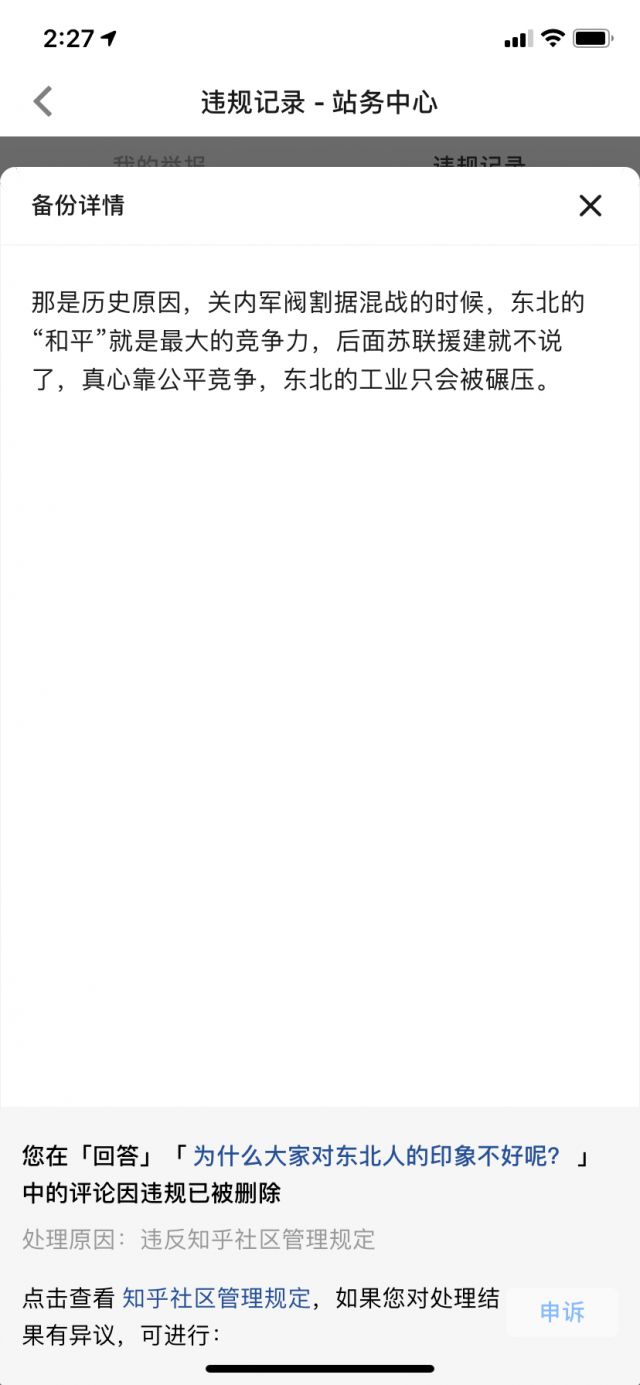 2:27
违规记录 - 站务中心
我的举报 违规记录
备份详情
那是历史原因，关内军阀割据混战的时候，东北的
“和平”就是最大的竞争力，后面苏联援建就不说
了，真心靠公平竞争，东北的工业只会被碾压。
您在「回答」「 为什么大家对东北人的印象不好呢？ 」
中的评论因违规已被删除
处理原因：违反知乎社区管理规定
点击查看 知乎社区管理规定，如果您对处理结
果有异议，可进行：
申诉